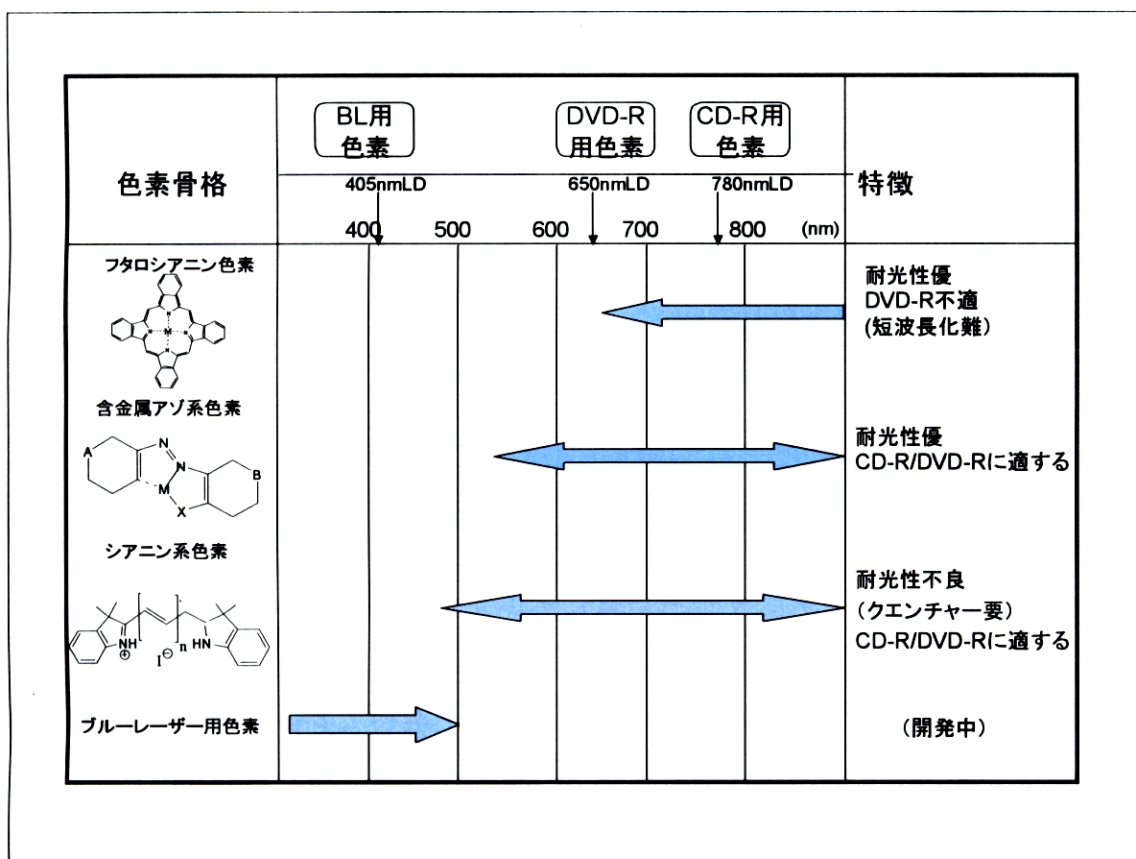 BL用
色素
DVD-R
用色素
CD-R用
色素
色素骨格
405nmLD
650nmLD
780nmLD
特徴
400
500
600
700
800
(nm)
フタロシアニン色素
N
N
M
N
N
耐光性優
DVD-R不適
(短波長化難)
含金属アゾ系色素
A
N
N
B
M
X
耐光性優
CD-R/DVD-Rに適する
シアニン系色素
NH
⊕
n
I⊖
HN
耐光性不良
(クエンチャー要)
CD-R/DVD-Rに適する
ブルーレーザー用色素
(開発中)